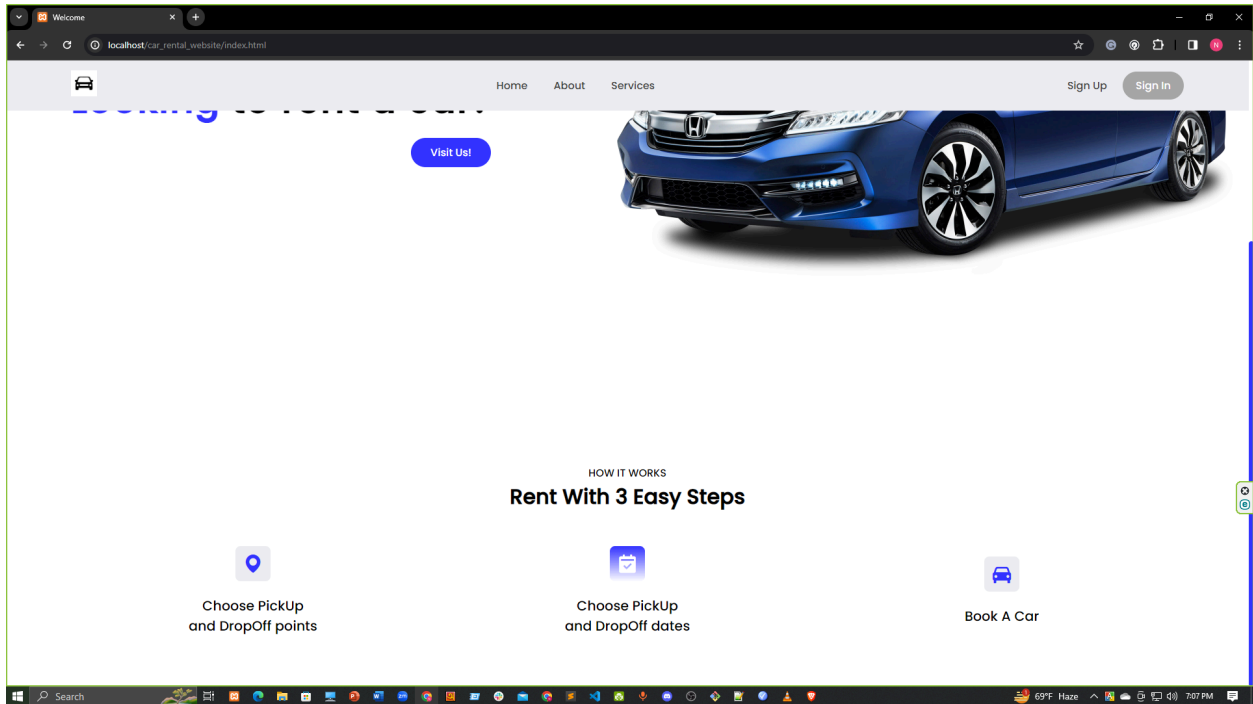 Welcome
localhost/car_rental_website/index.html
N
Home About Services Sign Up Sign In
Looking to rent a car?
Visit Us!
HOW IT WORKS
Rent With 3 Easy Steps
Choose PickUp
and DropOff points
Choose PickUp
and DropOff dates
Book A Car
Search
69°F Haze
7:07 PM